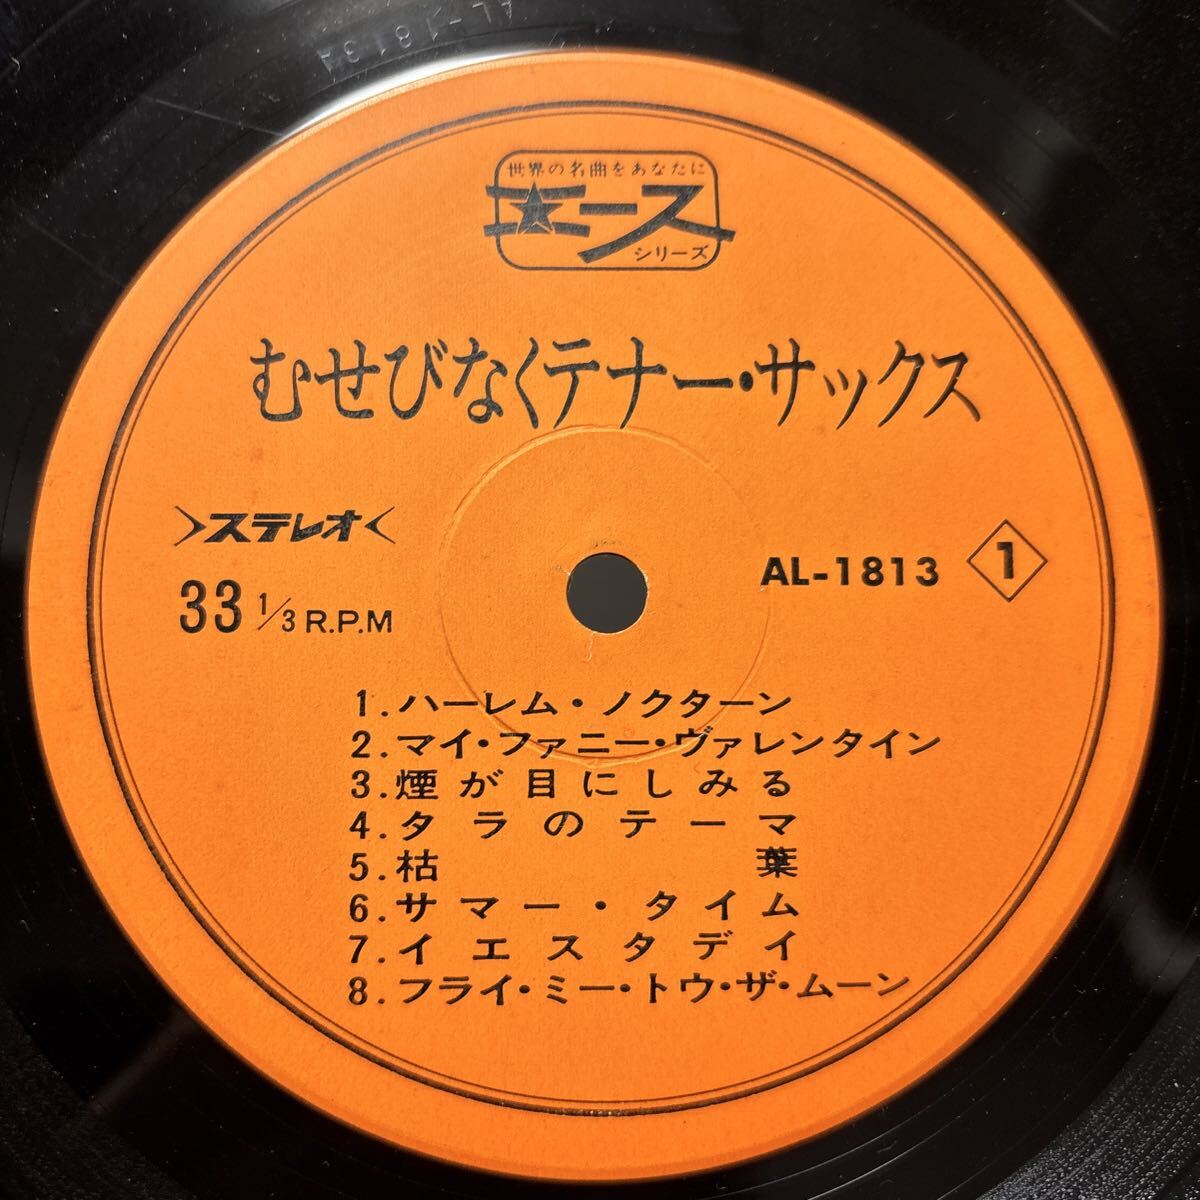 AL-1813A
世界の名曲をあなたに
エース
シリーズ
むせびなくテナー・サックス
>ステレオ<
33 1/3 R.P.M
AL-1813 1
1.ハーレム・ノクターン
2.マイ・ファニー・ヴァレンタイン
3.煙が目にしみる
4.タラのテーマ
5.枯葉
6.サマー・タイム
7.イエスタデイ
8.フライ・ミー・トゥ・ザ・ムーン